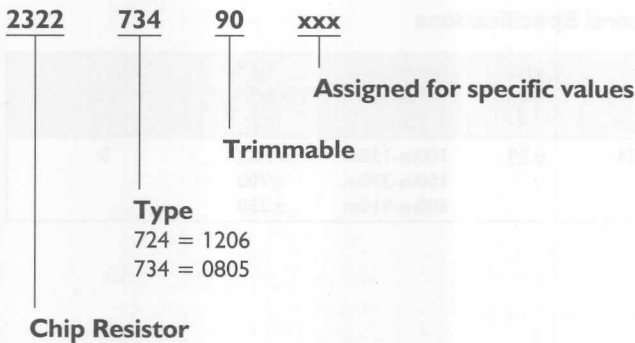 2322 734 90 xxx
Assigned for specific values
Trimmable
Type
724 = 1206
734 = 0805
Chip Resistor